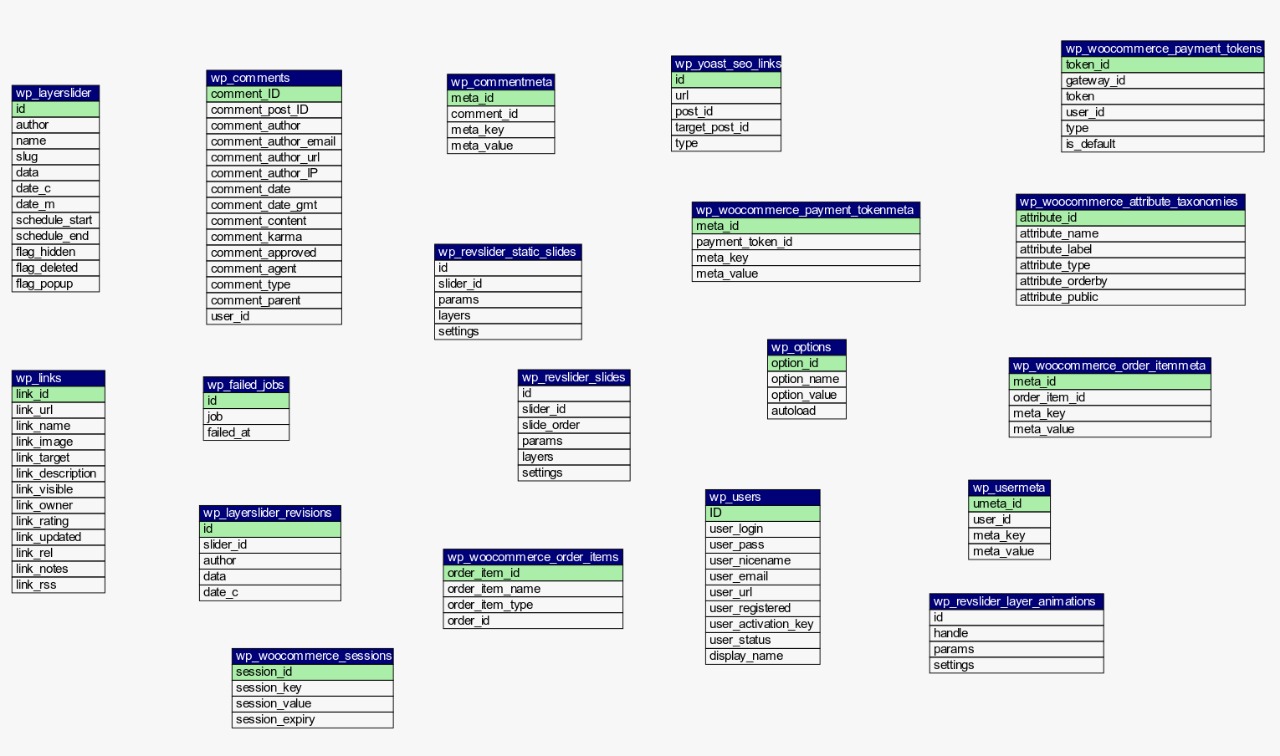 wp_layerslider
id
author
name
slug
data
date_c
date_m
schedule_start
schedule_end
flag_hidden
flag_deleted
flag_popup
wp_comments
comment_ID
comment_post_ID
comment_author
comment_author_email
comment_author_url
comment_author_IP
comment_date
comment_date_gmt
comment_content
comment_karma
comment_approved
comment_agent
comment_type
comment_parent
user_id
wp_commentmeta
meta_id
comment_id
meta_key
meta_value
wp_yoast_seo_links
id
url
post_id
target_post_id
type
wp_woocommerce_payment_tokens
token_id
gateway_id
token
user_id
type
is_default
wp_revslider_static_slides
id
slider_id
params
layers
settings
wp_woocommerce_payment_tokenmeta
meta_id
payment_token_id
meta_key
meta_value
wp_woocommerce_attribute_taxonomies
attribute_id
attribute_name
attribute_label
attribute_type
attribute_orderby
attribute_public
wp_links
link_id
link_url
link_name
link_image
link_target
link_description
link_visible
link_owner
link_rating
link_updated
link_rel
link_notes
link_rss
wp_failed_jobs
id
job
failed_at
wp_revslider_slides
id
slider_id
slide_order
params
layers
settings
wp_options
option_id
option_name
option_value
autoload
wp_woocommerce_order_itemmeta
meta_id
order_item_id
meta_key
meta_value
wp_layerslider_revisions
id
slider_id
author
data
date_c
wp_woocommerce_order_items
order_item_id
order_item_name
order_item_type
order_id
wp_users
ID
user_login
user_pass
user_nicename
user_email
user_url
user_registered
user_activation_key
user_status
display_name
wp_usermeta
umeta_id
user_id
meta_key
meta_value
wp_revslider_layer_animations
id
handle
params
settings
wp_woocommerce_sessions
session_id
session_key
session_value
session_expiry